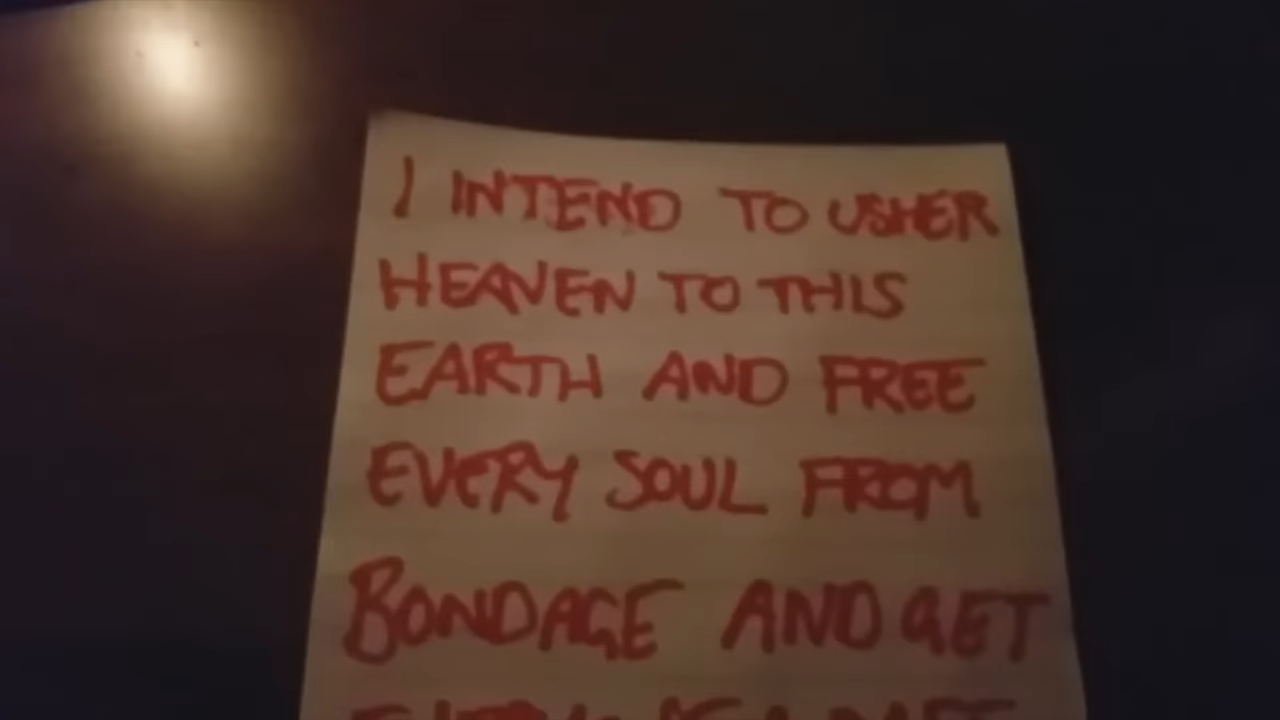 I INTEND TO USHER
HEAVEN TO THIS
EARTH AND FREE
EVERY SOUL FROM
BONDAGE AND GET